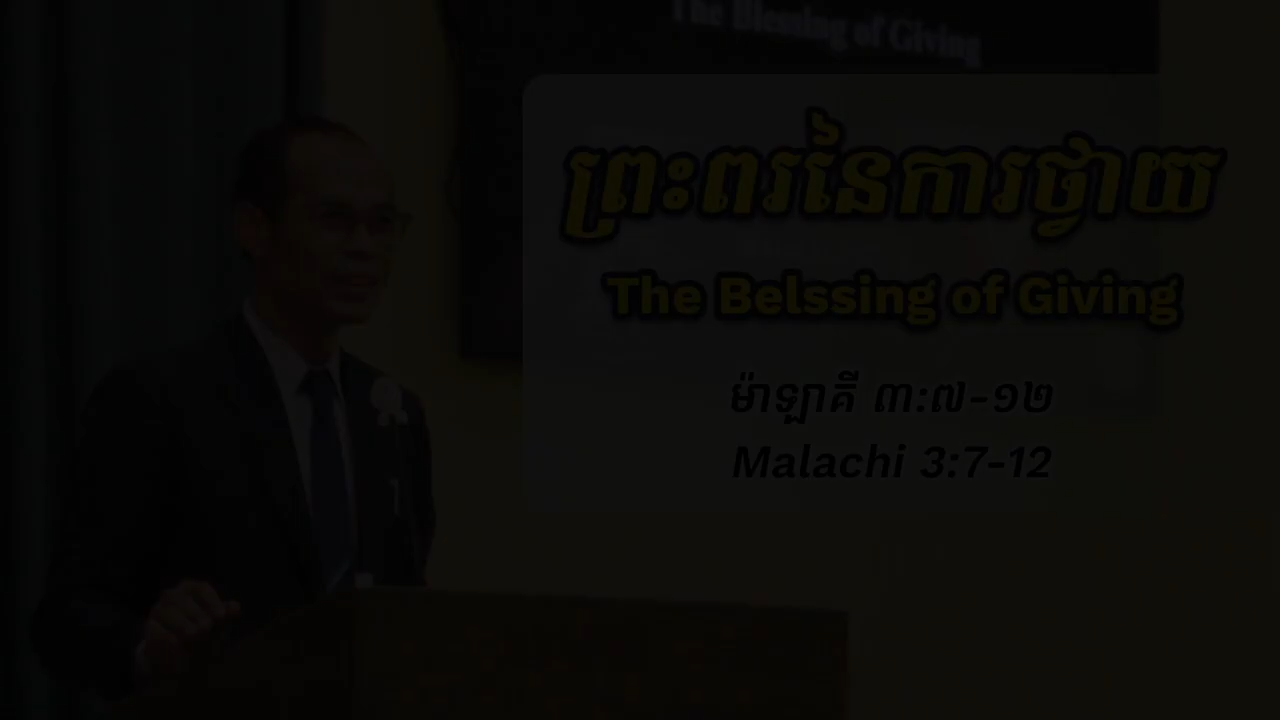 The Blessing of Giving
ព្រះពរនៃការថ្វាយ
The Belssing of Giving
ម៉ាឡាគី ៣:៧-១២
Malachi 3:7-12